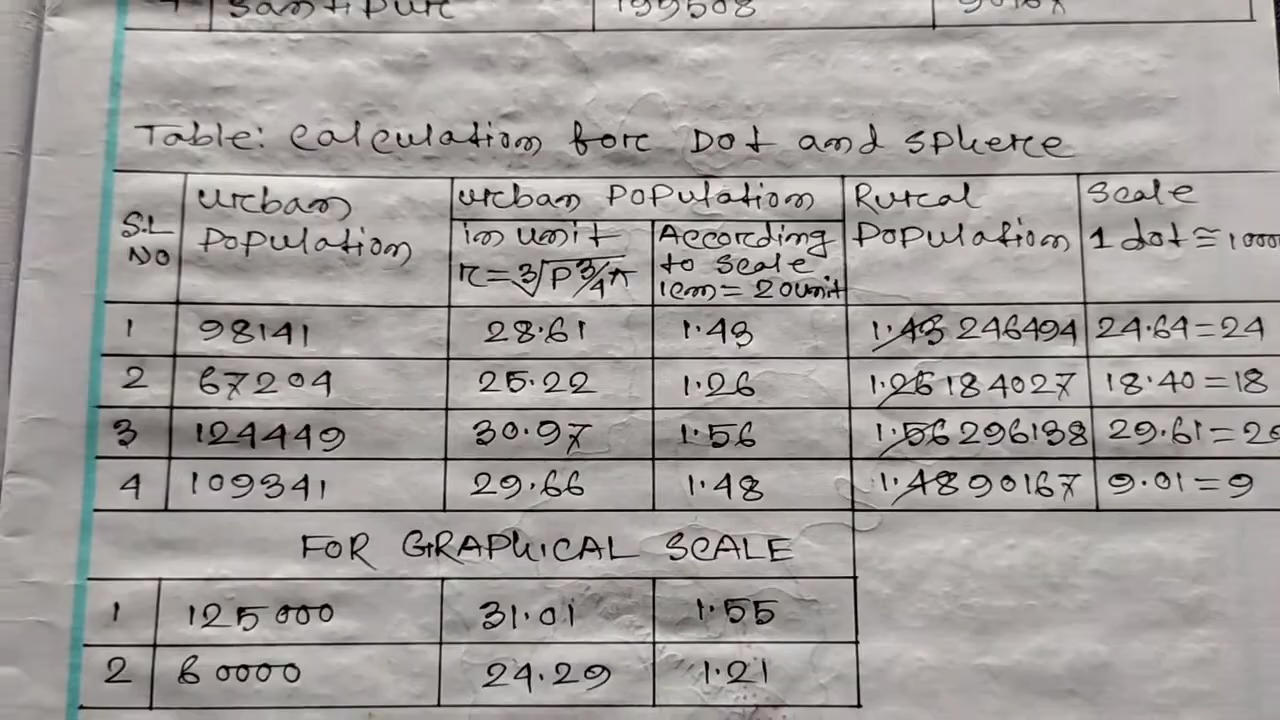 199508
Table: Calculation for Dot and Sphere
S.L NO | Urban Population | Urban Population | Rural Population | Scale 1 dot ≅ 1000
in unit r = 3√P 3/4π | According to scale 1cm = 20 unit
1 | 98141 | 28.61 | 1.43 | 1.43 246494 | 24.64 = 24
2 | 67204 | 25.22 | 1.26 | 1.26 184027 | 18.40 = 18
3 | 124449 | 30.97 | 1.56 | 1.56 296138 | 29.61 =
4 | 109341 | 29.66 | 1.48 | 1.48 90167 | 9.01 = 9
FOR GRAPHICAL SCALE
1 | 125000 | 31.01 | 1.55
2 | 60000 | 24.29 | 1.21